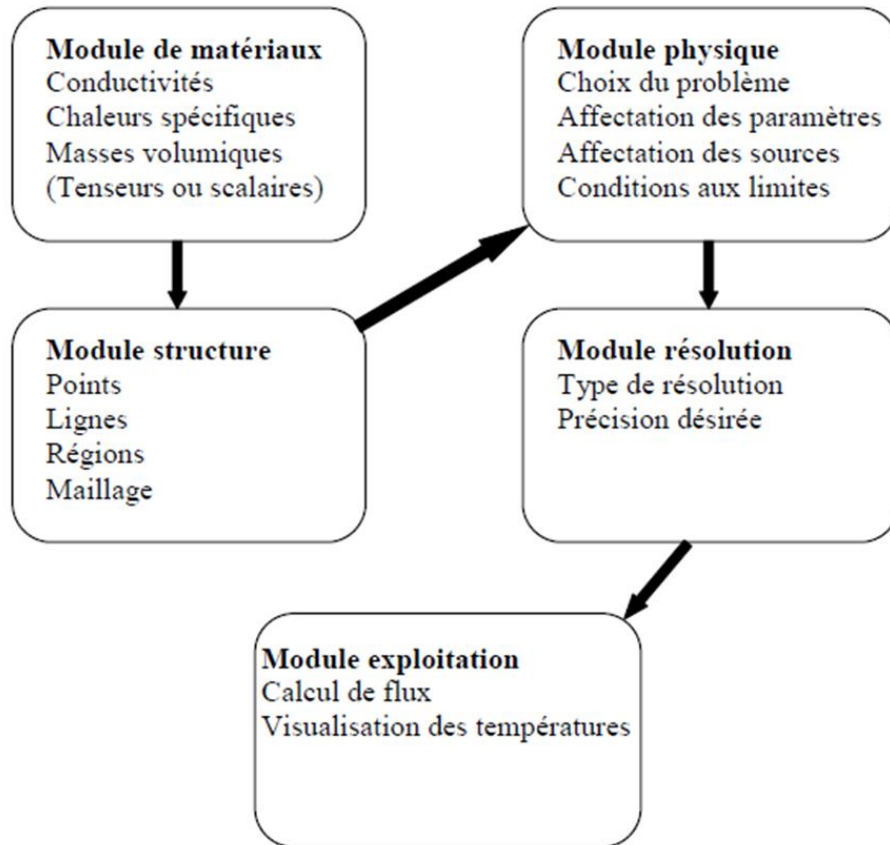 Module de matériaux
Conductivités
Chaleurs spécifiques
Masses volumiques
(Tenseurs ou scalaires)
Module structure
Points
Lignes
Régions
Maillage
Module physique
Choix du problème
Affectation des paramètres
Affectation des sources
Conditions aux limites
Module résolution
Type de résolution
Précision désirée
Module exploitation
Calcul de flux
Visualisation des températures